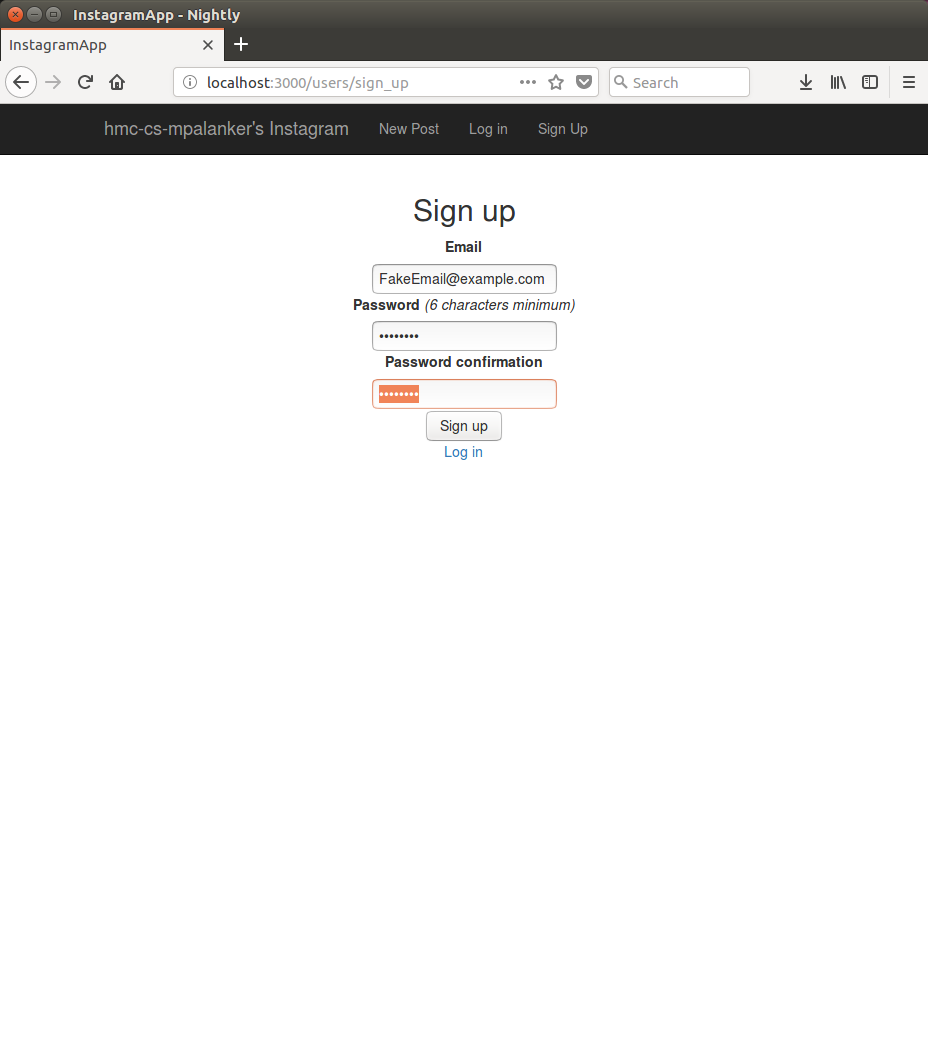 InstagramApp - Nightly
InstagramApp
localhost:3000/users/sign_up
Search
hmc-cs-mpalanker's Instagram New Post Log in Sign Up
Sign up
Email
FakeEmail@example.com
Password (6 characters minimum)
••••••••
Password confirmation
••••••••
Sign up
Log in